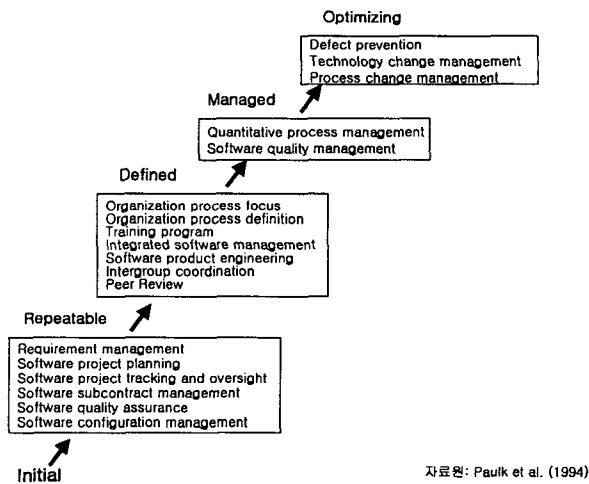 Optimizing
Defect prevention
Technology change management
Process change management
Managed
Quantitative process management
Software quality management
Defined
Organization process focus
Organization process definition
Training program
Integrated software management
Software product engineering
Intergroup coordination
Peer Review
Repeatable
Requirement management
Software project planning
Software project tracking and oversight
Software subcontract management
Software quality assurance
Software configuration management
Initial
자료원: Paulk et al. (1994)